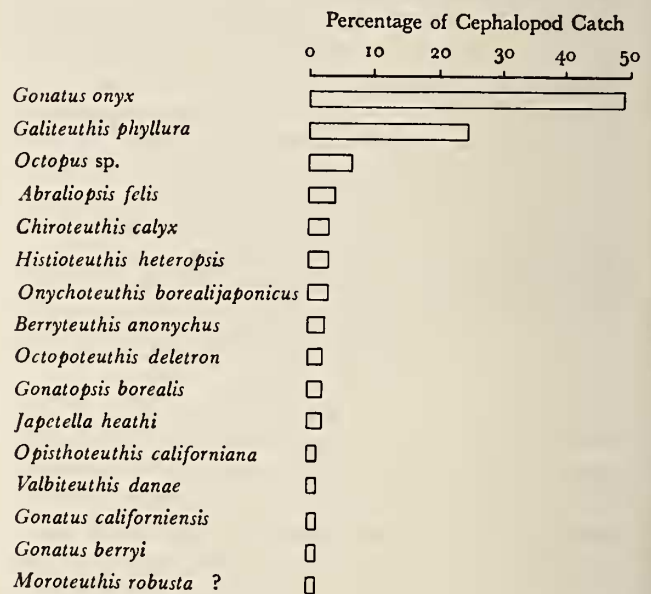 Percentage of Cephalopod Catch
0 10 30 40 50
Gonatus onyx
Galiteuthis phyllura
Octopus sp.
Abraliopsis felis
Chiroteuthis calyx
Histioteuthis heteropsis
Onychoteuthis borealijaponicus
Berryteuthis anonychus
Octopoteuthis deletron
Gonatopsis borealis
Japetella heathi
Opisthoteuthis californiana
Valbiteuthis danae
Gonatus californiensis
Gonatus berryi
Moroteuthis robusta ?